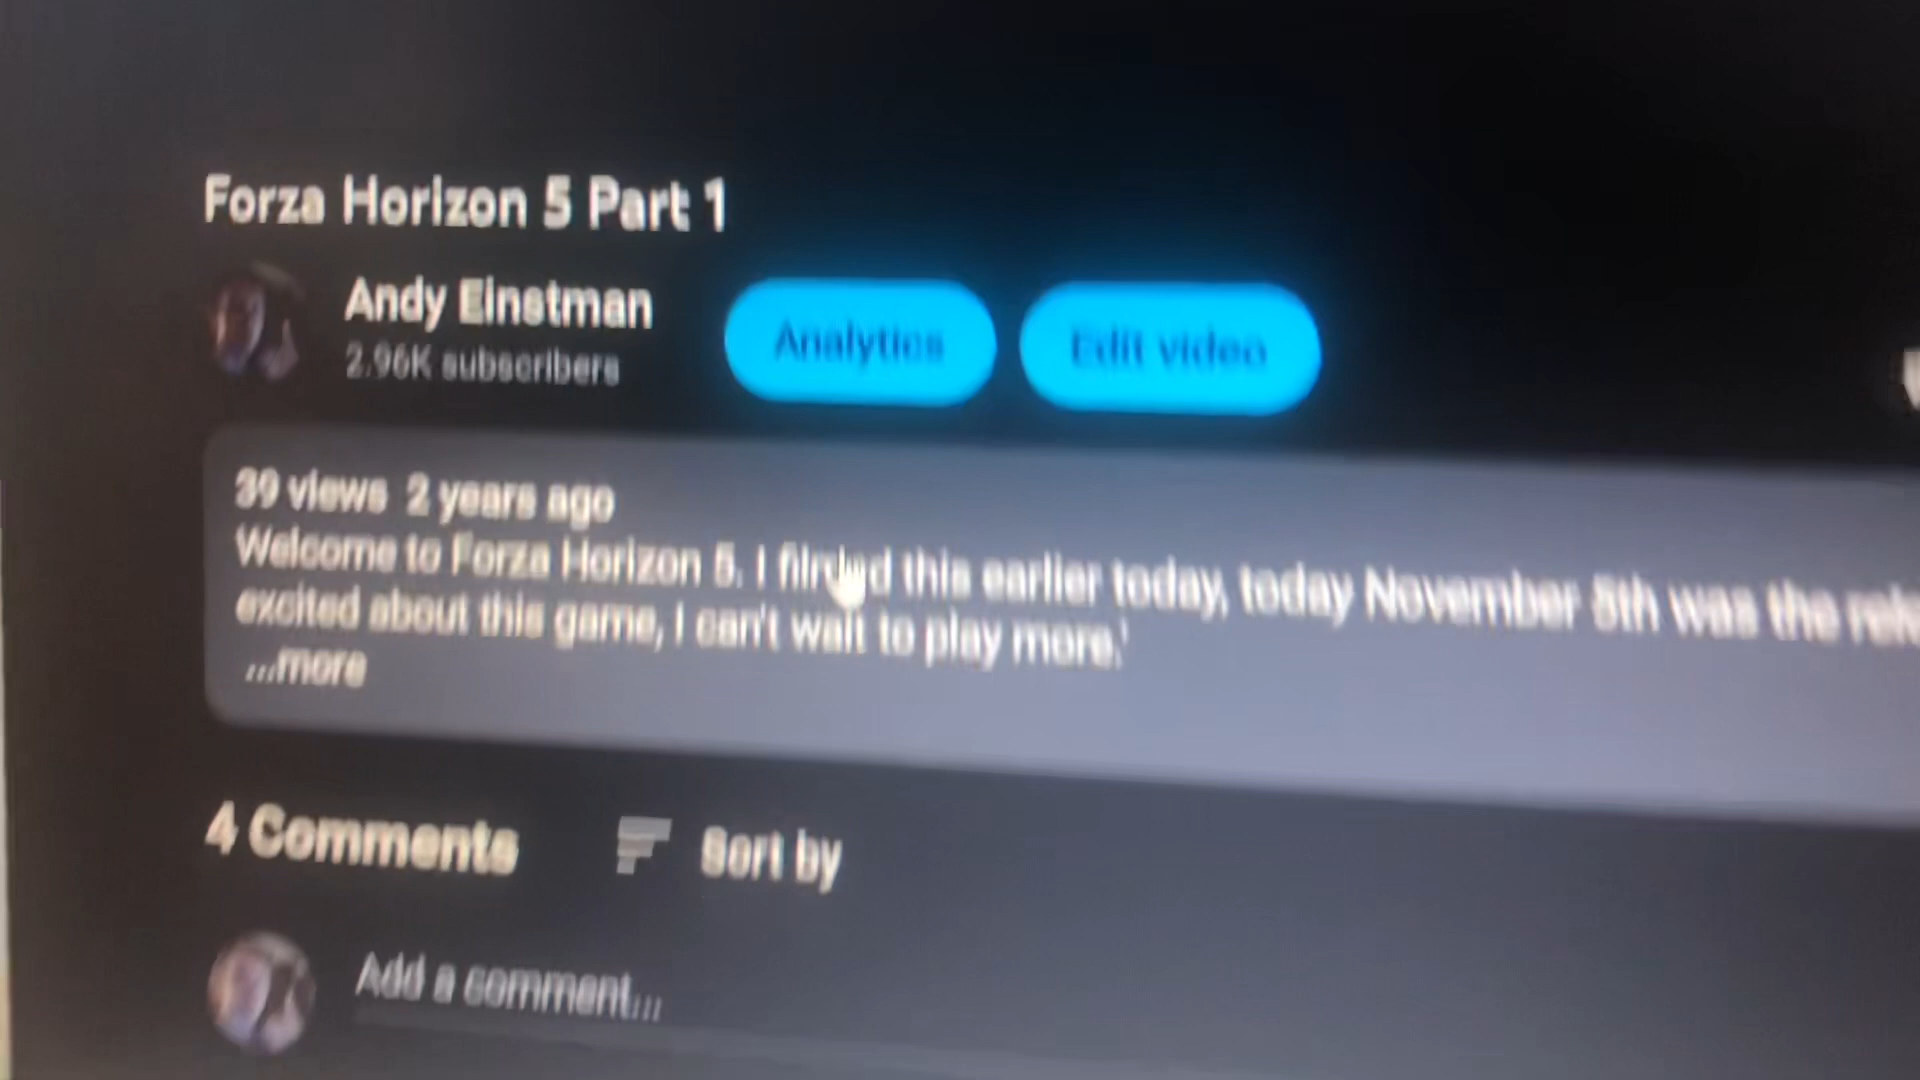 Forza Horizon 5 Part 1
Andy Einstman
2.96K subscribers
Analytics
Edit video
39 views 2 years ago
Welcome to Forza Horizon 5. I filmed this earlier today, today November 8th was the
excited about this game, I can't wait to play more.'
...more
4 Comments
Sort by
Add a comment...